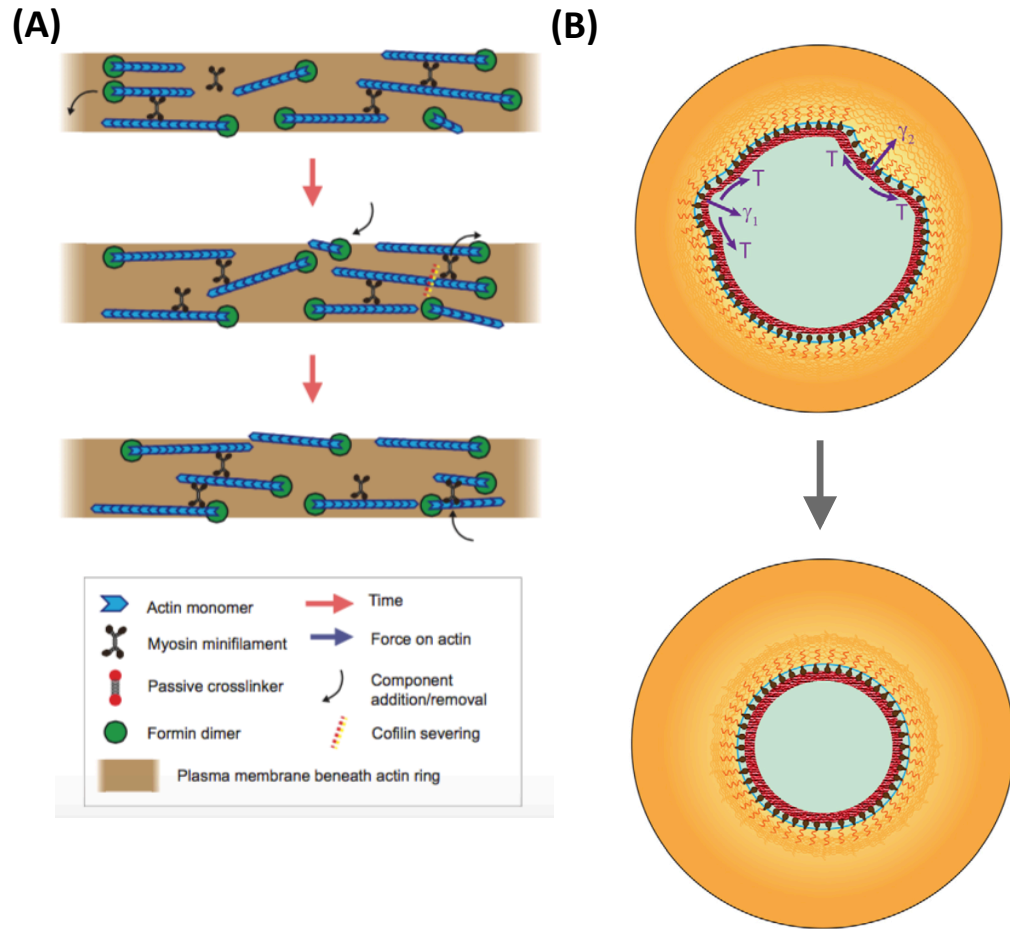 (A)
(B)
T
γ2
T
T
γ1
T
Actin monomer
Time
Myosin minifilament
Force on actin
Passive crosslinker
Component
addition/removal
Formin dimer
Cofilin severing
Plasma membrane beneath actin ring